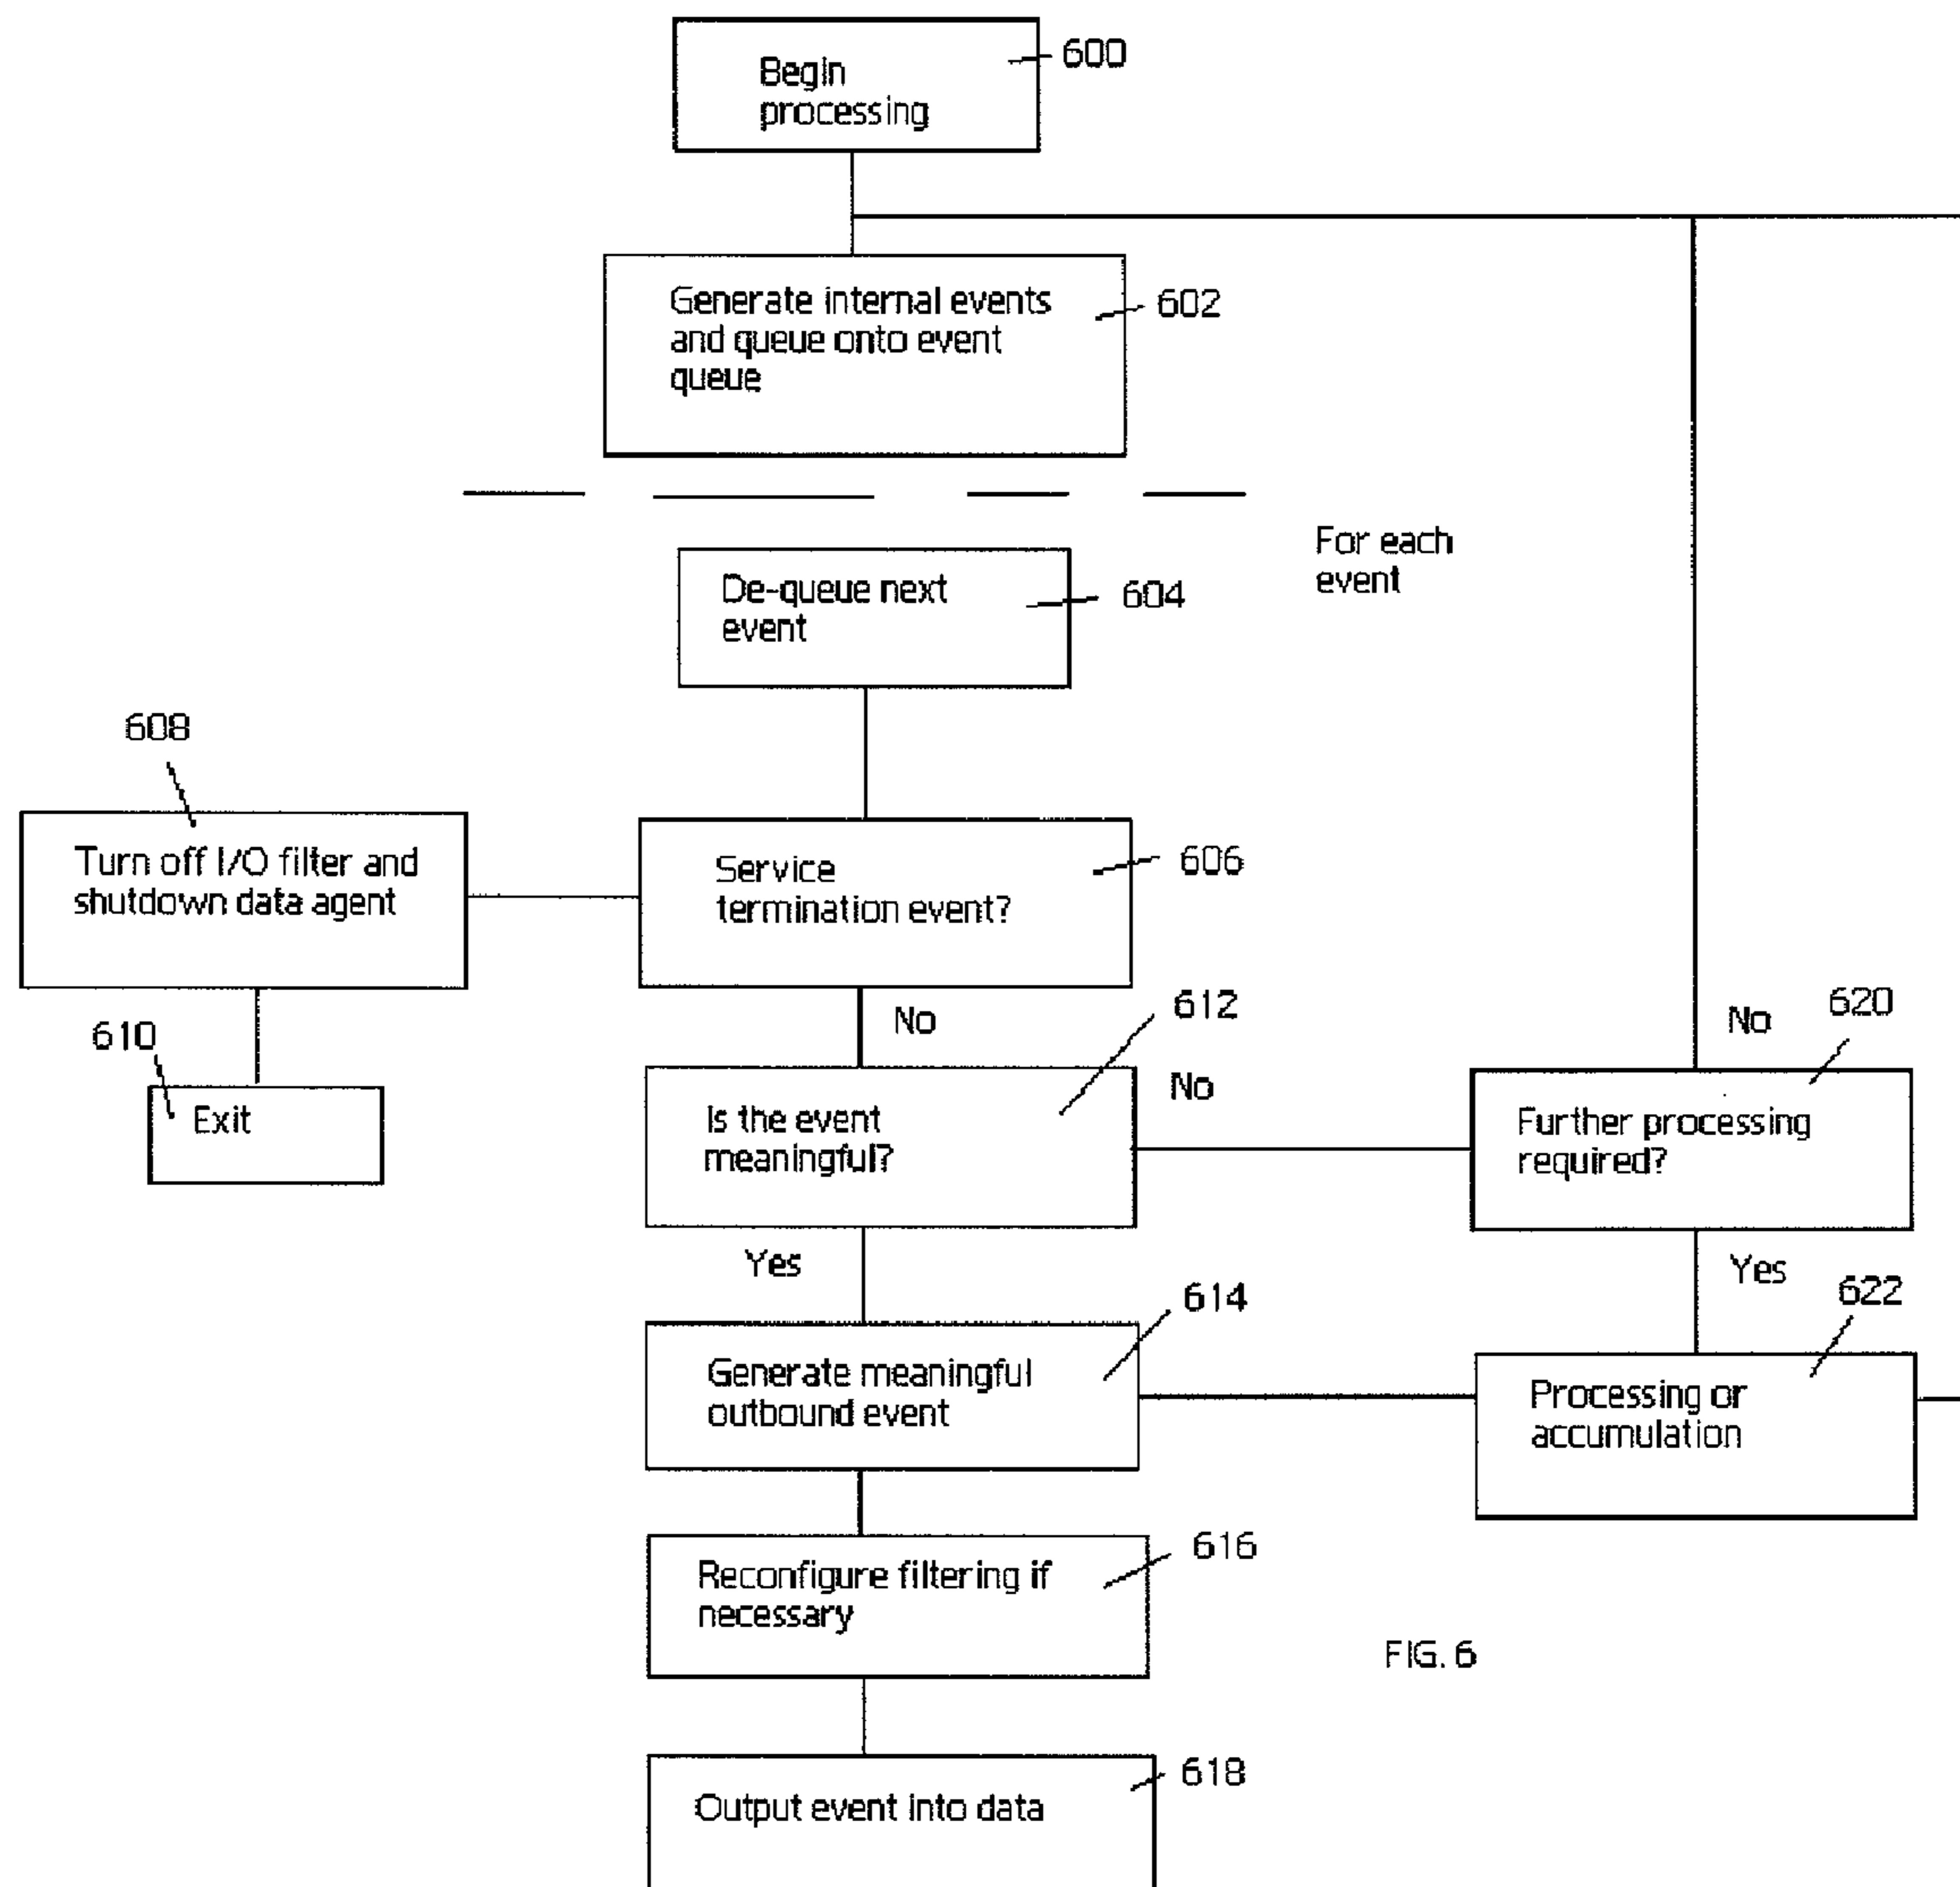 Begin
processing
600
Generate internal events
and queue onto event
queue
602
For each
event
De-queue next
event
604
608
Turn off I/O filter and
shutdown data agent
Service
termination event?
606
No
612
No
620
610
Exit
Is the event
meaningful?
No
Further processing
required?
Yes
Yes
614
622
Generate meaningful
outbound event
Processing or
accumulation
616
Reconfigure filtering if
necessary
FIG. 6
618
Output event into data